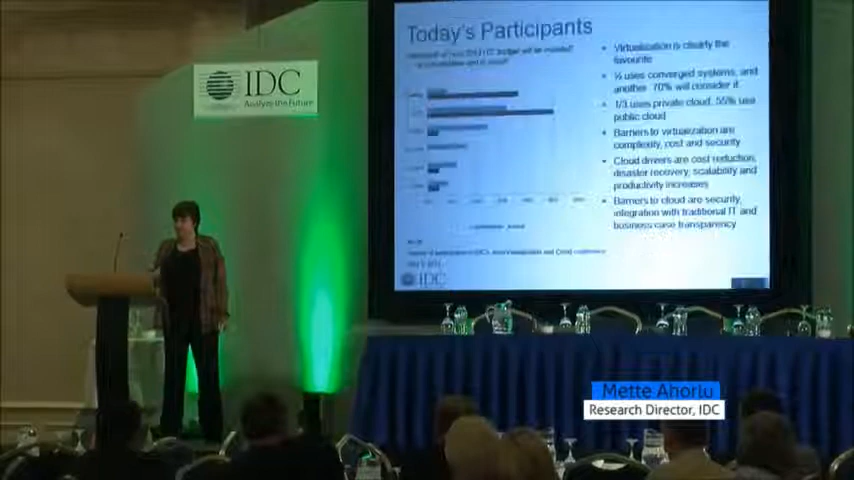 Today's Participants
IDC
Analyze the Future
• Virtualization is clearly the
favourite
• ⅓ uses converged systems, and
another 70% will consider it
• 1/3 uses private cloud, 55% use
public cloud
• Barriers to virtualization are
complexity, cost and security
• Cloud drivers are cost reduction,
disaster recovery, scalability and
productivity increases
• Barriers to cloud are security,
integration with traditional IT and
business case transparency
IDC
Mette Ahorlu
Research Director, IDC